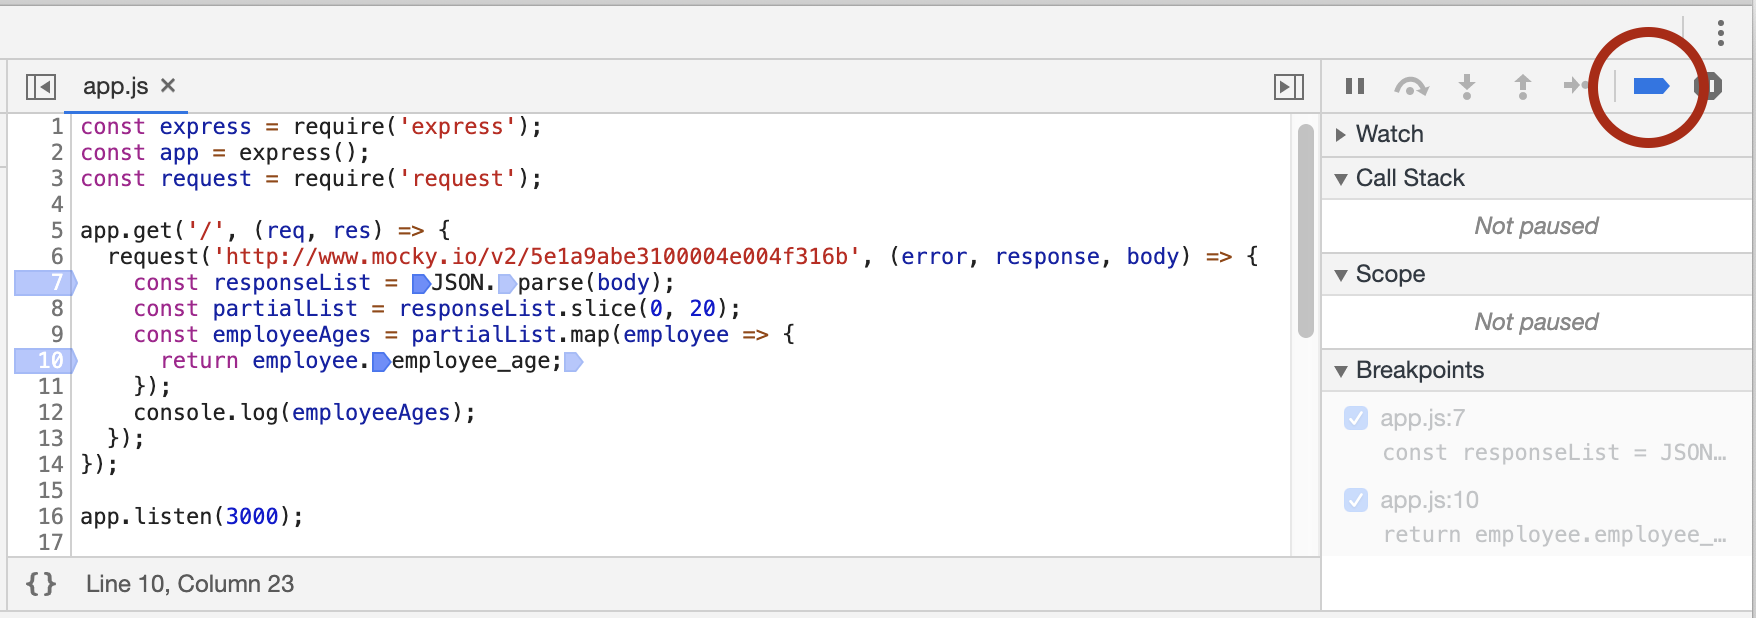 app.js ×
1 const express = require('express');
2 const app = express();
3 const request = require('request');
4
5 app.get('/', (req, res) => {
6 request('http://www.mocky.io/v2/5e1a9abe3100004e004f316b', (error, response, body) => {
7 const responseList = JSON.parse(body);
8 const partialList = responseList.slice(0, 20);
9 const employeeAges = partialList.map(employee => {
10 return employee.employee_age;
11 });
12 console.log(employeeAges);
13 });
14 });
15
16 app.listen(3000);
17
{} Line 10, Column 23
Watch
Call Stack
Not paused
Scope
Not paused
Breakpoints
app.js:7
const responseList = JSON…
app.js:10
return employee.employee_…